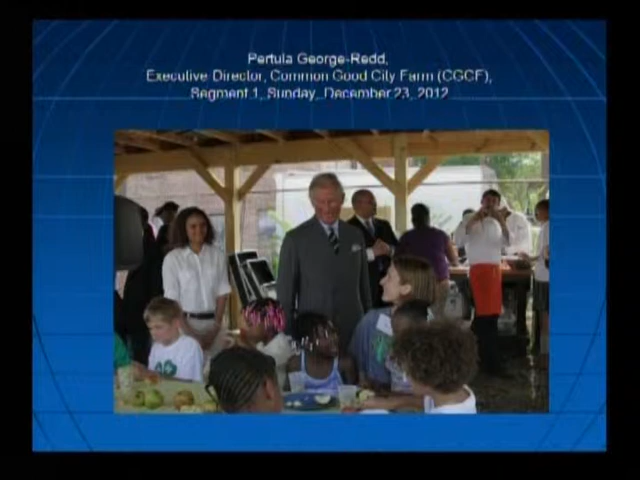 Pertula George-Redd,
Executive Director, Common Good City Farm (CGCF),
Segment 1, Sunday, December 23, 2012